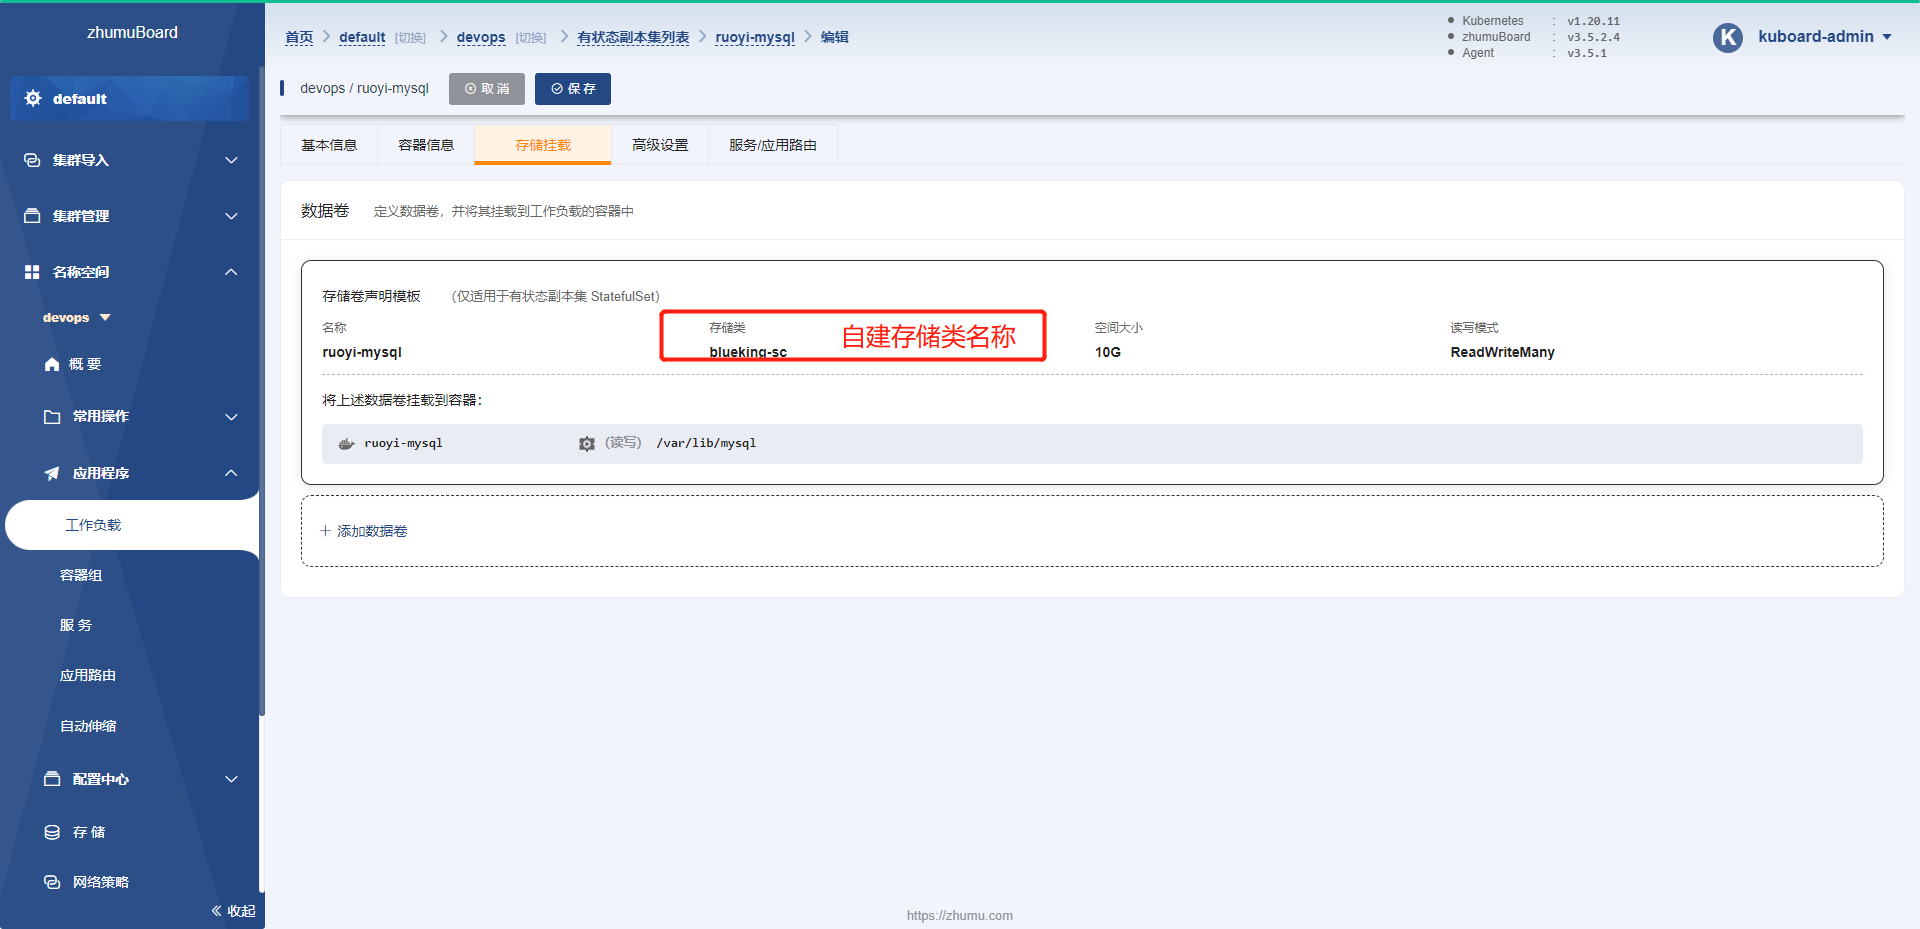 zhumuBoard
default
集群导入
集群管理
名称空间
devops
概 要
常用操作
应用程序
工作负载
容器组
服 务
应用路由
自动伸缩
配置中心
存 储
网络策略
收起
首页 default [切换] devops [切换] 有状态副本集列表 ruoyi-mysql 编辑
Kubernetes : v1.20.11
zhumuBoard : v3.5.2.4
Agent : v3.5.1
K kuboard-admin
devops / ruoyi-mysql 取 消 保 存
基本信息 容器信息 存储挂载 高级设置 服务/应用路由
数据卷 定义数据卷，并将其挂载到工作负载的容器中
存储卷声明模板 （仅适用于有状态副本集 StatefulSet）
名称 存储类 空间大小 读写模式
自建存储类名称
ruoyi-mysql blueking-sc 10G ReadWriteMany
将上述数据卷挂载到容器：
ruoyi-mysql （读写） /var/lib/mysql
添加数据卷
https://zhumu.com